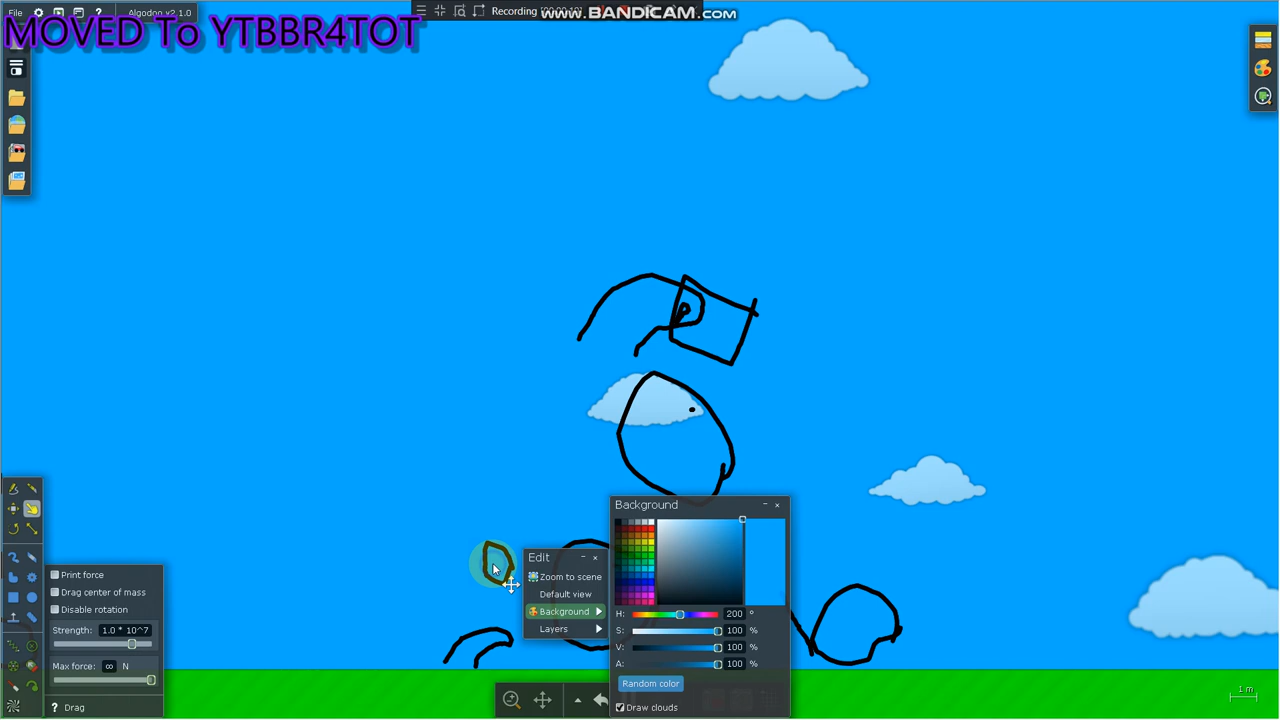 File
Algodoo v2.1.0
Recording
www.BANDICAM.com
MOVED To YTBBR4TOT
Background
Edit
Zoom to scene
Default view
Background
Layers
H: 200 °
S: 100 %
V: 100 %
A: 100 %
Random color
Draw clouds
Print force
Drag center of mass
Disable rotation
Strength: 1.0 * 10^7
Max force: ∞ N
? Drag
1 m